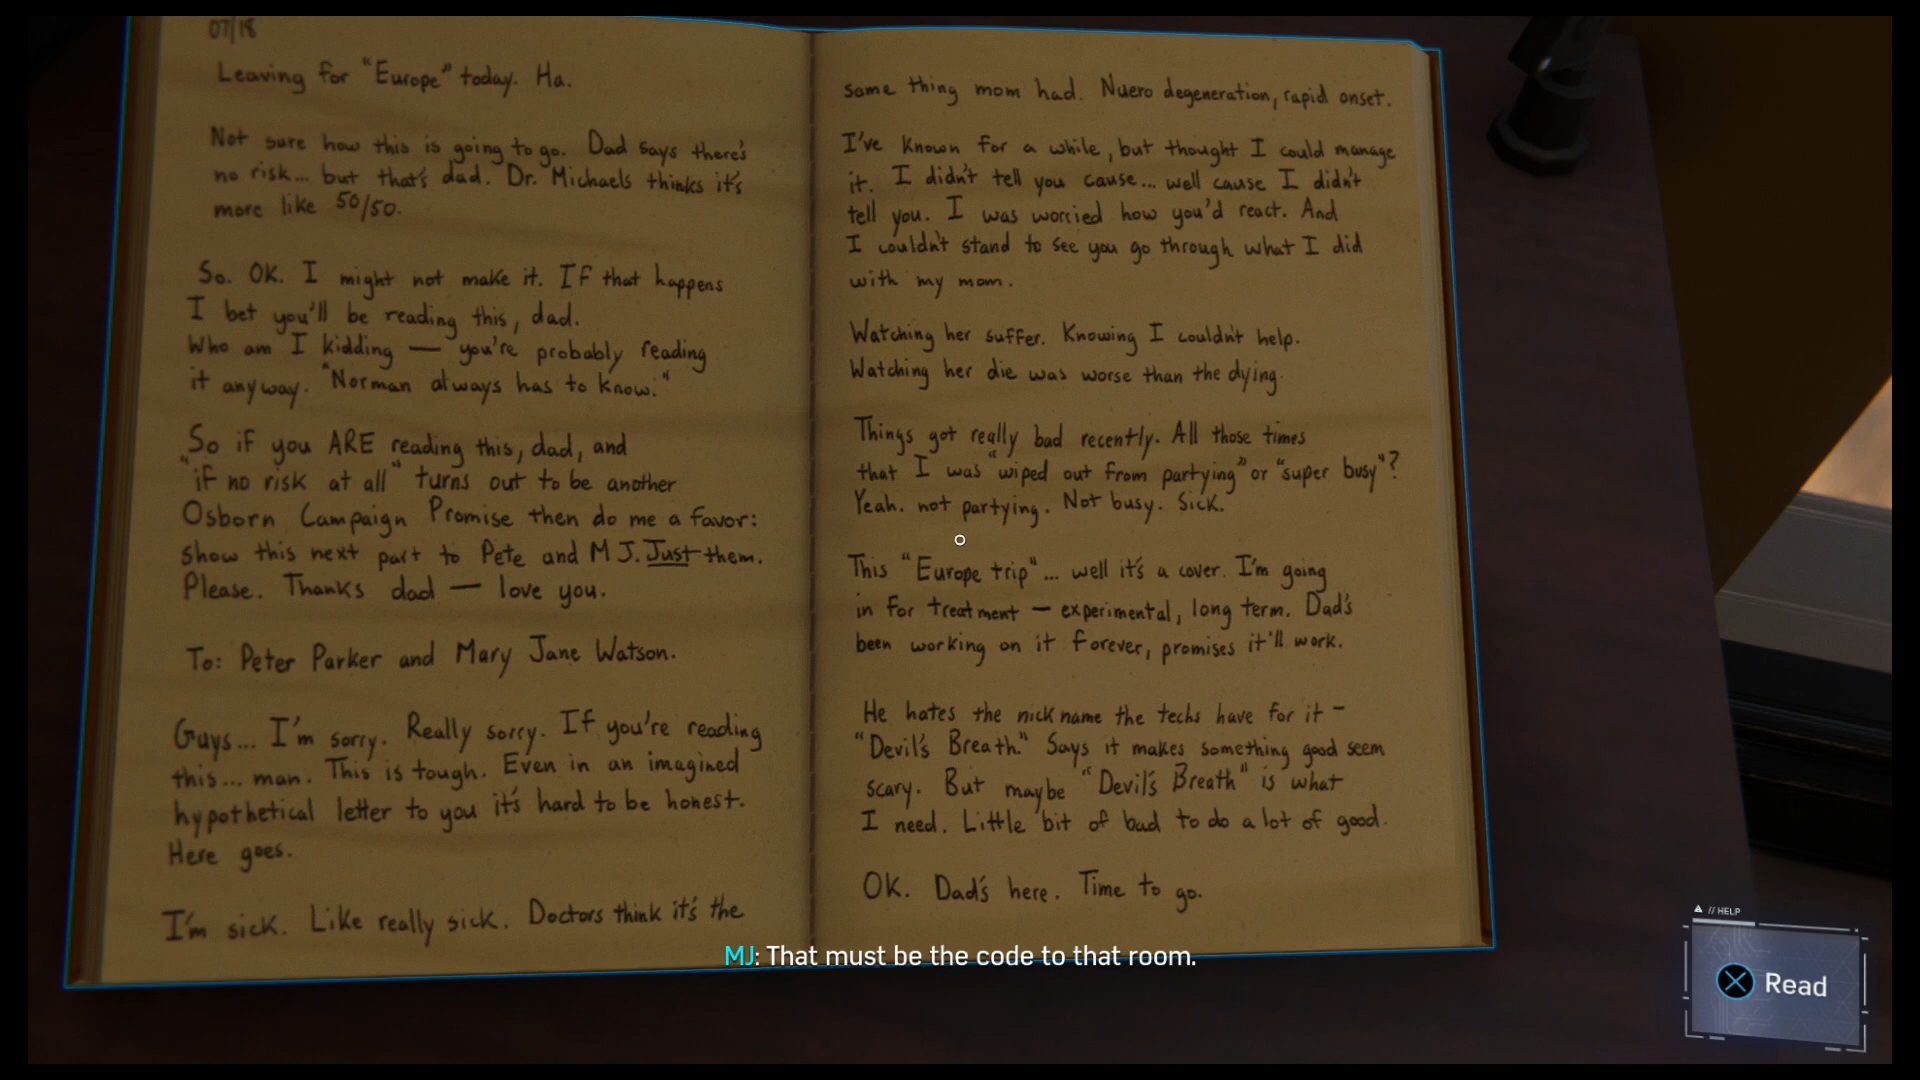 07/18
Leaving for "Europe" today. Ha.
Not sure how this is going to go. Dad says there's
no risk... but that's dad. Dr. Michaels thinks it's
more like 50/50.
So. OK. I might not make it. If that happens
I bet you'll be reading this, dad.
Who am I kidding — you're probably reading
it anyway. "Norman always has to know."
So if you ARE reading this, dad, and
"if no risk at all" turns out to be another
Osborn Campaign Promise then do me a favor:
show this next part to Pete and MJ. Just them.
Please. Thanks dad — love you.
To: Peter Parker and Mary Jane Watson.
Guys... I'm sorry. Really sorry. If you're reading
this... man. This is tough. Even in an imagined
hypothetical letter to you it's hard to be honest.
Here goes.
I'm sick. Like really sick. Doctors think it's the
same thing mom had. Nuero degeneration, rapid onset.
I've known for a while, but thought I could manage
it. I didn't tell you cause... well cause I didn't
tell you. I was worried how you'd react. And
I couldn't stand to see you go through what I did
with my mom.
Watching her suffer. Knowing I couldn't help.
Watching her die was worse than the dying.
Things got really bad recently. All those times
that I was "wiped out from partying" or "super busy"?
Yeah. not partying. Not busy. Sick.
This "Europe trip"... well it's a cover. I'm going
in for treatment — experimental, long term. Dad's
been working on it forever, promises it'll work.
He hates the nickname the techs have for it -
"Devil's Breath." Says it makes something good seem
scary. But maybe "Devil's Breath" is what
I need. Little bit of bad to do a lot of good.
OK. Dad's here. Time to go.
MJ: That must be the code to that room.
// HELP
Read